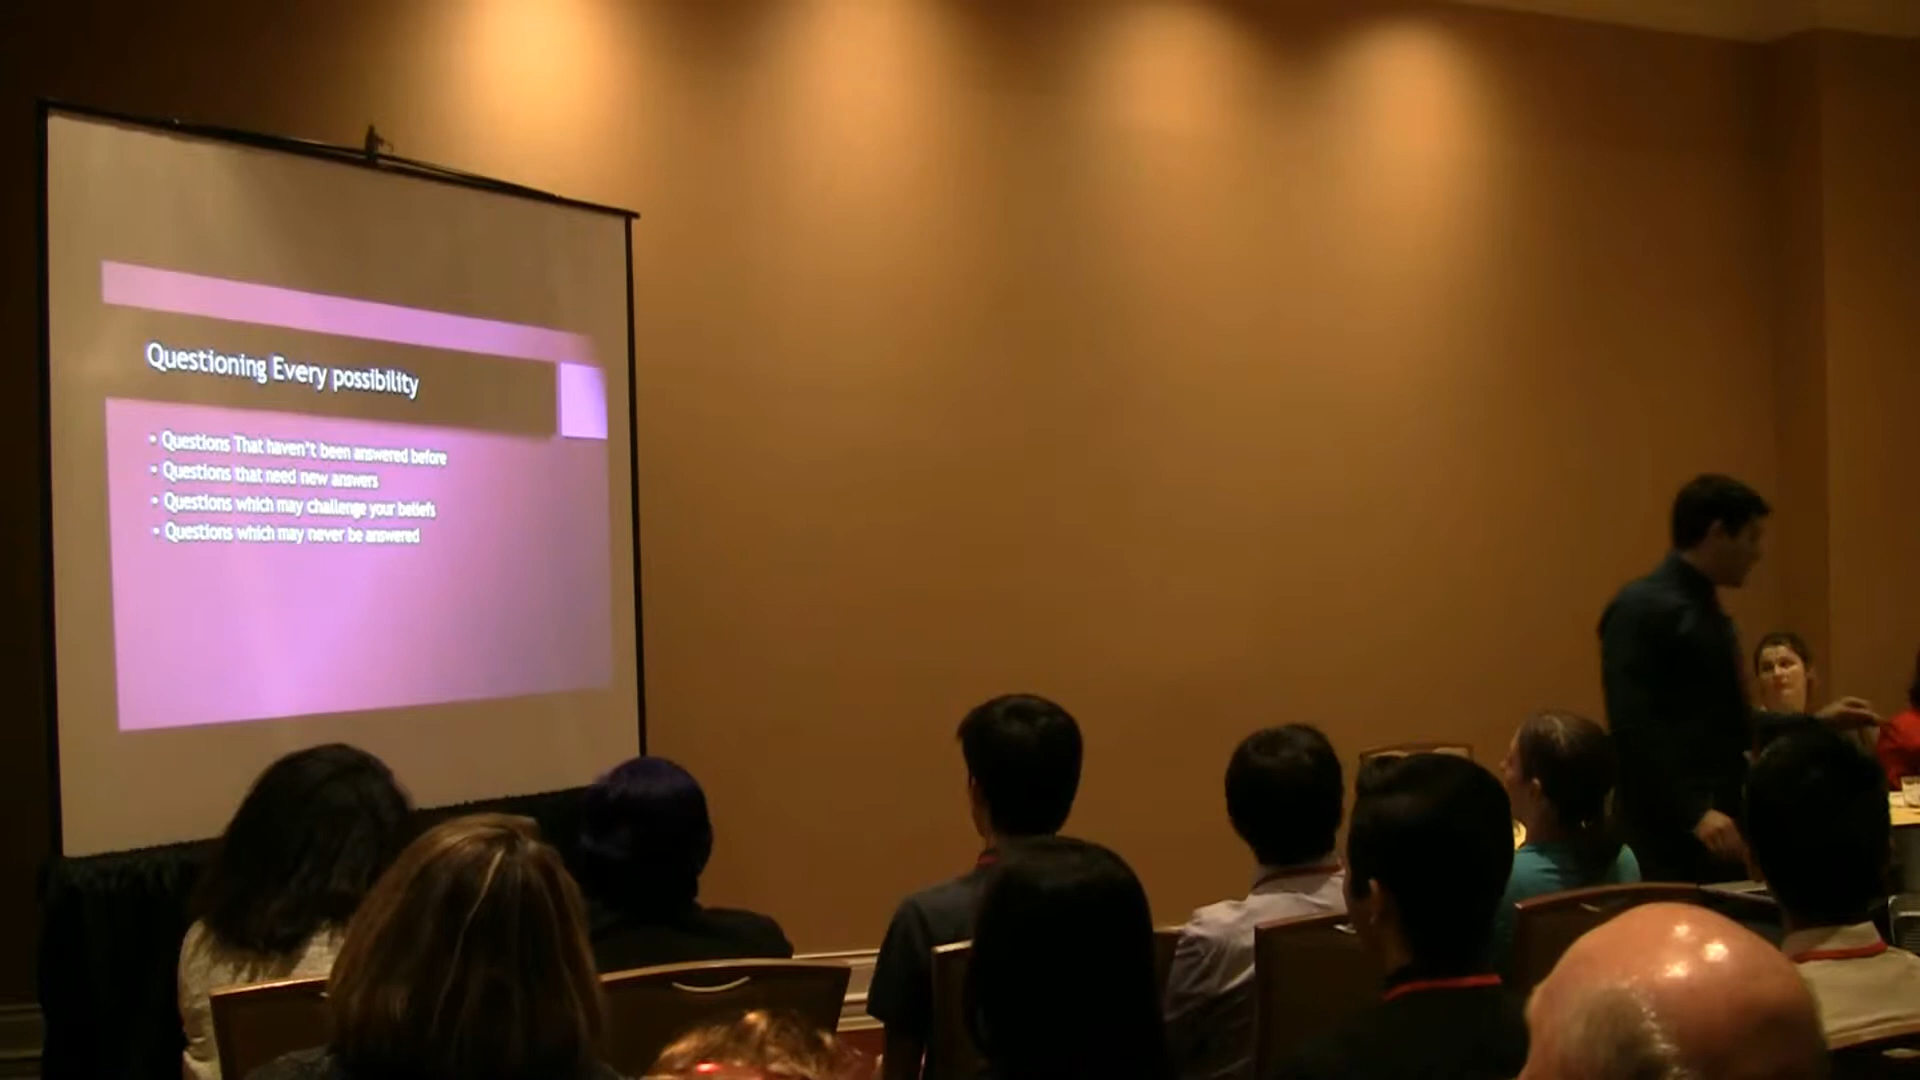 Questioning Every possibility
• Questions That haven't been answered before
• Questions that need new answers
• Questions which may challenge your beliefs
• Questions which may never be answered